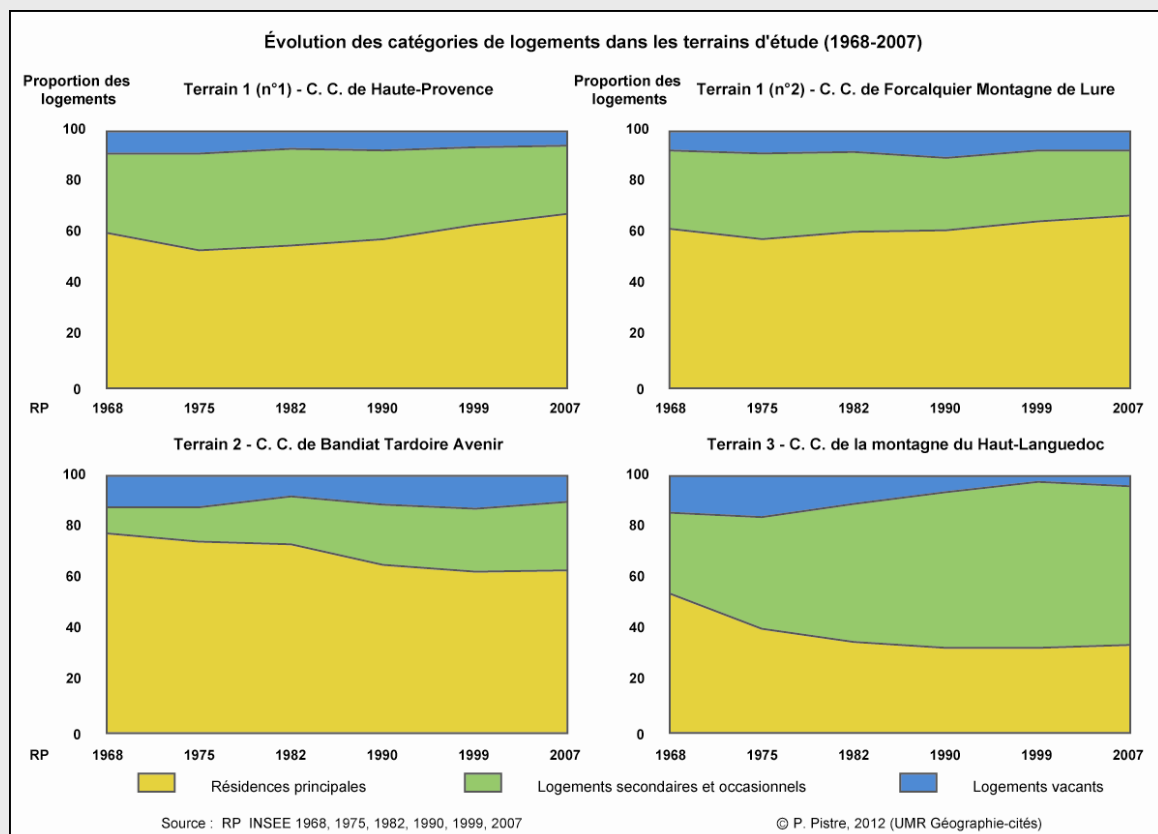 Évolution des catégories de logements dans les terrains d'étude (1968-2007)
Proportion des
logements
Terrain 1 (n°1) - C. C. de Haute-Provence
100
80
60
40
20
0
RP
1968 1975 1982 1990 1999 2007
Proportion des
logements
Terrain 1 (n°2) - C. C. de Forcalquier Montagne de Lure
100
80
60
40
20
0
1968 1975 1982 1990 1999 2007
Terrain 2 - C. C. de Bandiat Tardoire Avenir
100
80
60
40
20
0
RP
1968 1975 1982 1990 1999 2007
Terrain 3 - C. C. de la montagne du Haut-Languedoc
100
80
60
40
20
0
1968 1975 1982 1990 1999 2007
Résidences principales
Logements secondaires et occasionnels
Logements vacants
Source : RP INSEE 1968, 1975, 1982, 1990, 1999, 2007
© P. Pistre, 2012 (UMR Géographie-cités)